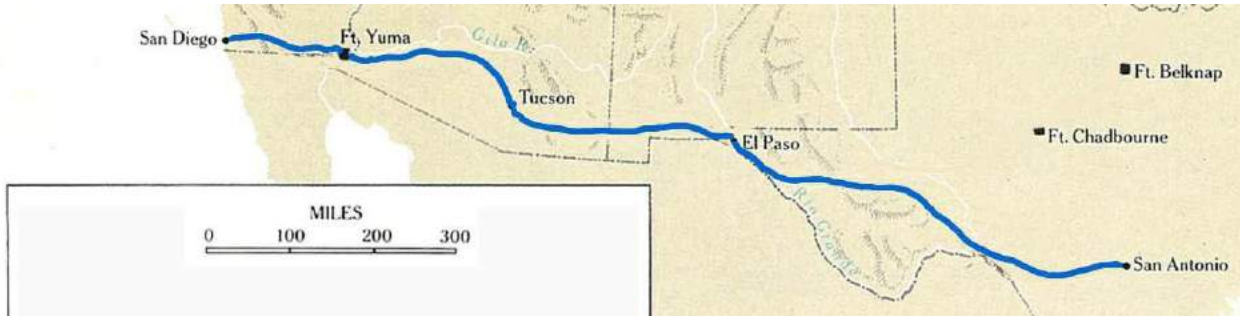 San Diego
Ft. Yuma
Gila R.
Ft. Belknap
Tucson
Ft. Chadbourne
El Paso
Rio Grande
MILES
0 100 200 300
San Antonio